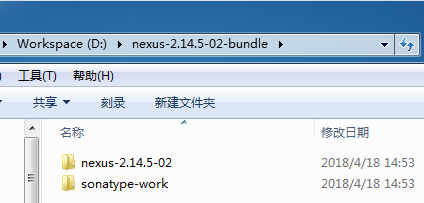 Workspace (D:) ▸ nexus-2.14.5-02-bundle ▸
工具(T) 帮助(H)
共享 刻录 新建文件夹
名称 修改日期
nexus-2.14.5-02 2018/4/18 14:53
sonatype-work 2018/4/18 14:53